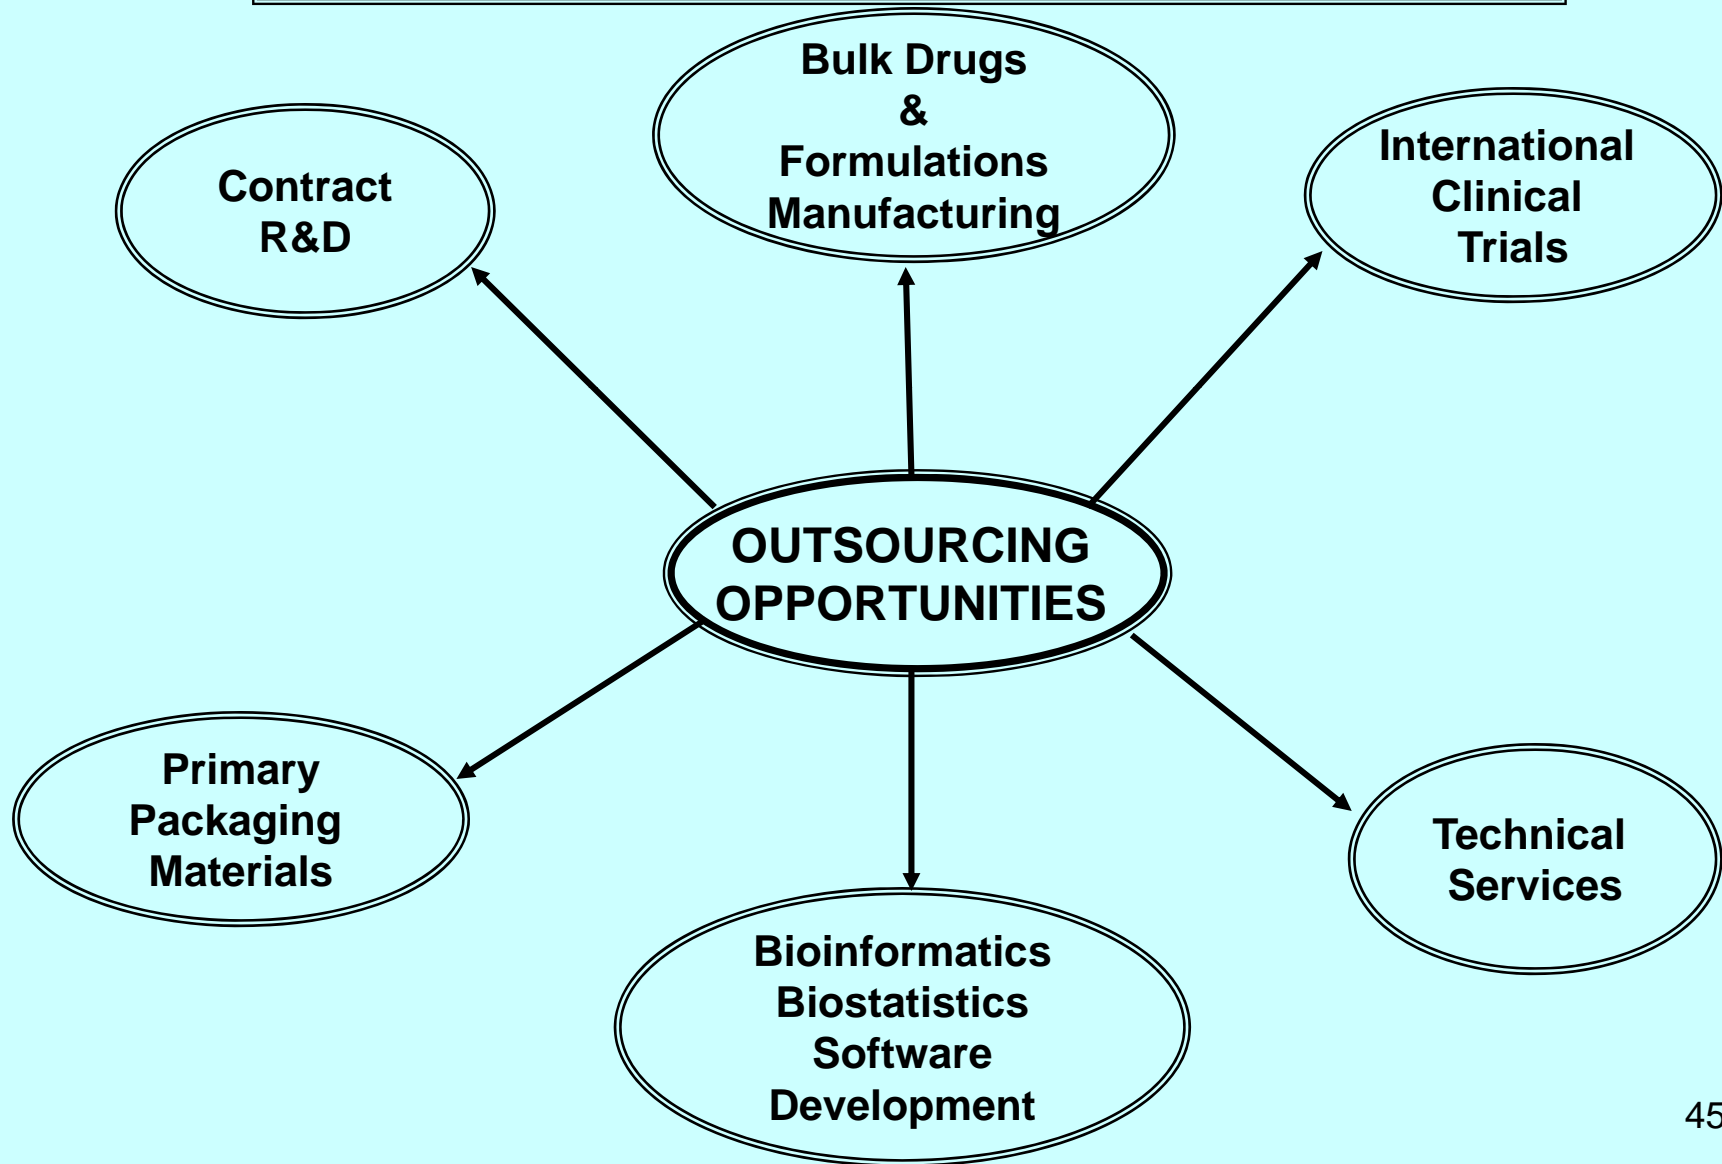 Bulk Drugs
&
Formulations
Manufacturing
Contract
R&D
International
Clinical
Trials
OUTSOURCING
OPPORTUNITIES
Primary
Packaging
Materials
Technical
Services
Bioinformatics
Biostatistics
Software
Development
45